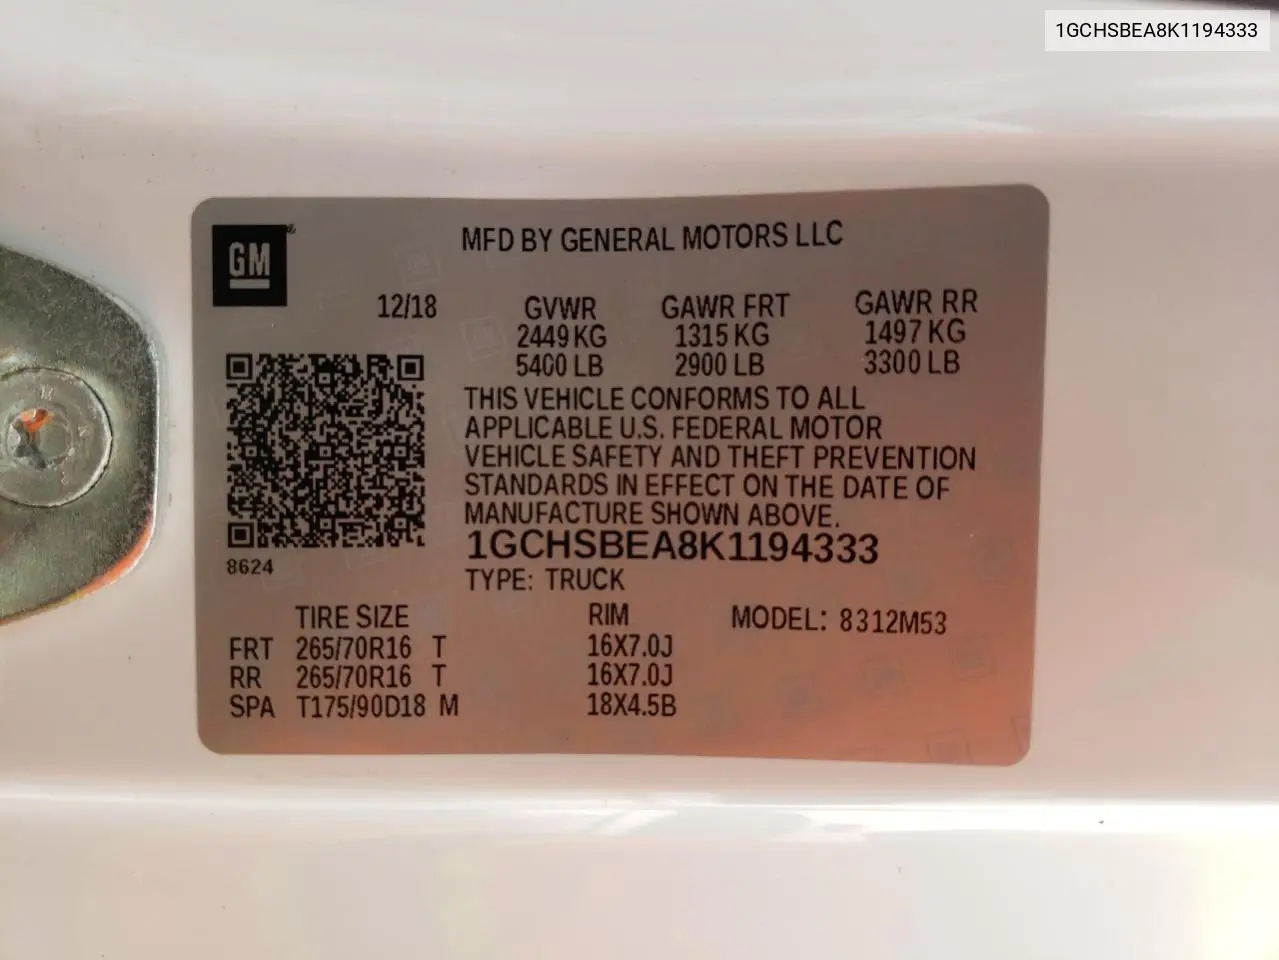 1GCHSBEA8K1194333
GM
MFD BY GENERAL MOTORS LLC
12/18 GVWR GAWR FRT GAWR RR
2449 KG 1315 KG 1497 KG
5400 LB 2900 LB 3300 LB
THIS VEHICLE CONFORMS TO ALL
APPLICABLE U.S. FEDERAL MOTOR
VEHICLE SAFETY AND THEFT PREVENTION
STANDARDS IN EFFECT ON THE DATE OF
MANUFACTURE SHOWN ABOVE.
1GCHSBEA8K1194333
8624
TYPE: TRUCK
TIRE SIZE RIM MODEL: 8312M53
FRT 265/70R16 T 16X7.0J
RR 265/70R16 T 16X7.0J
SPA T175/90D18 M 18X4.5B